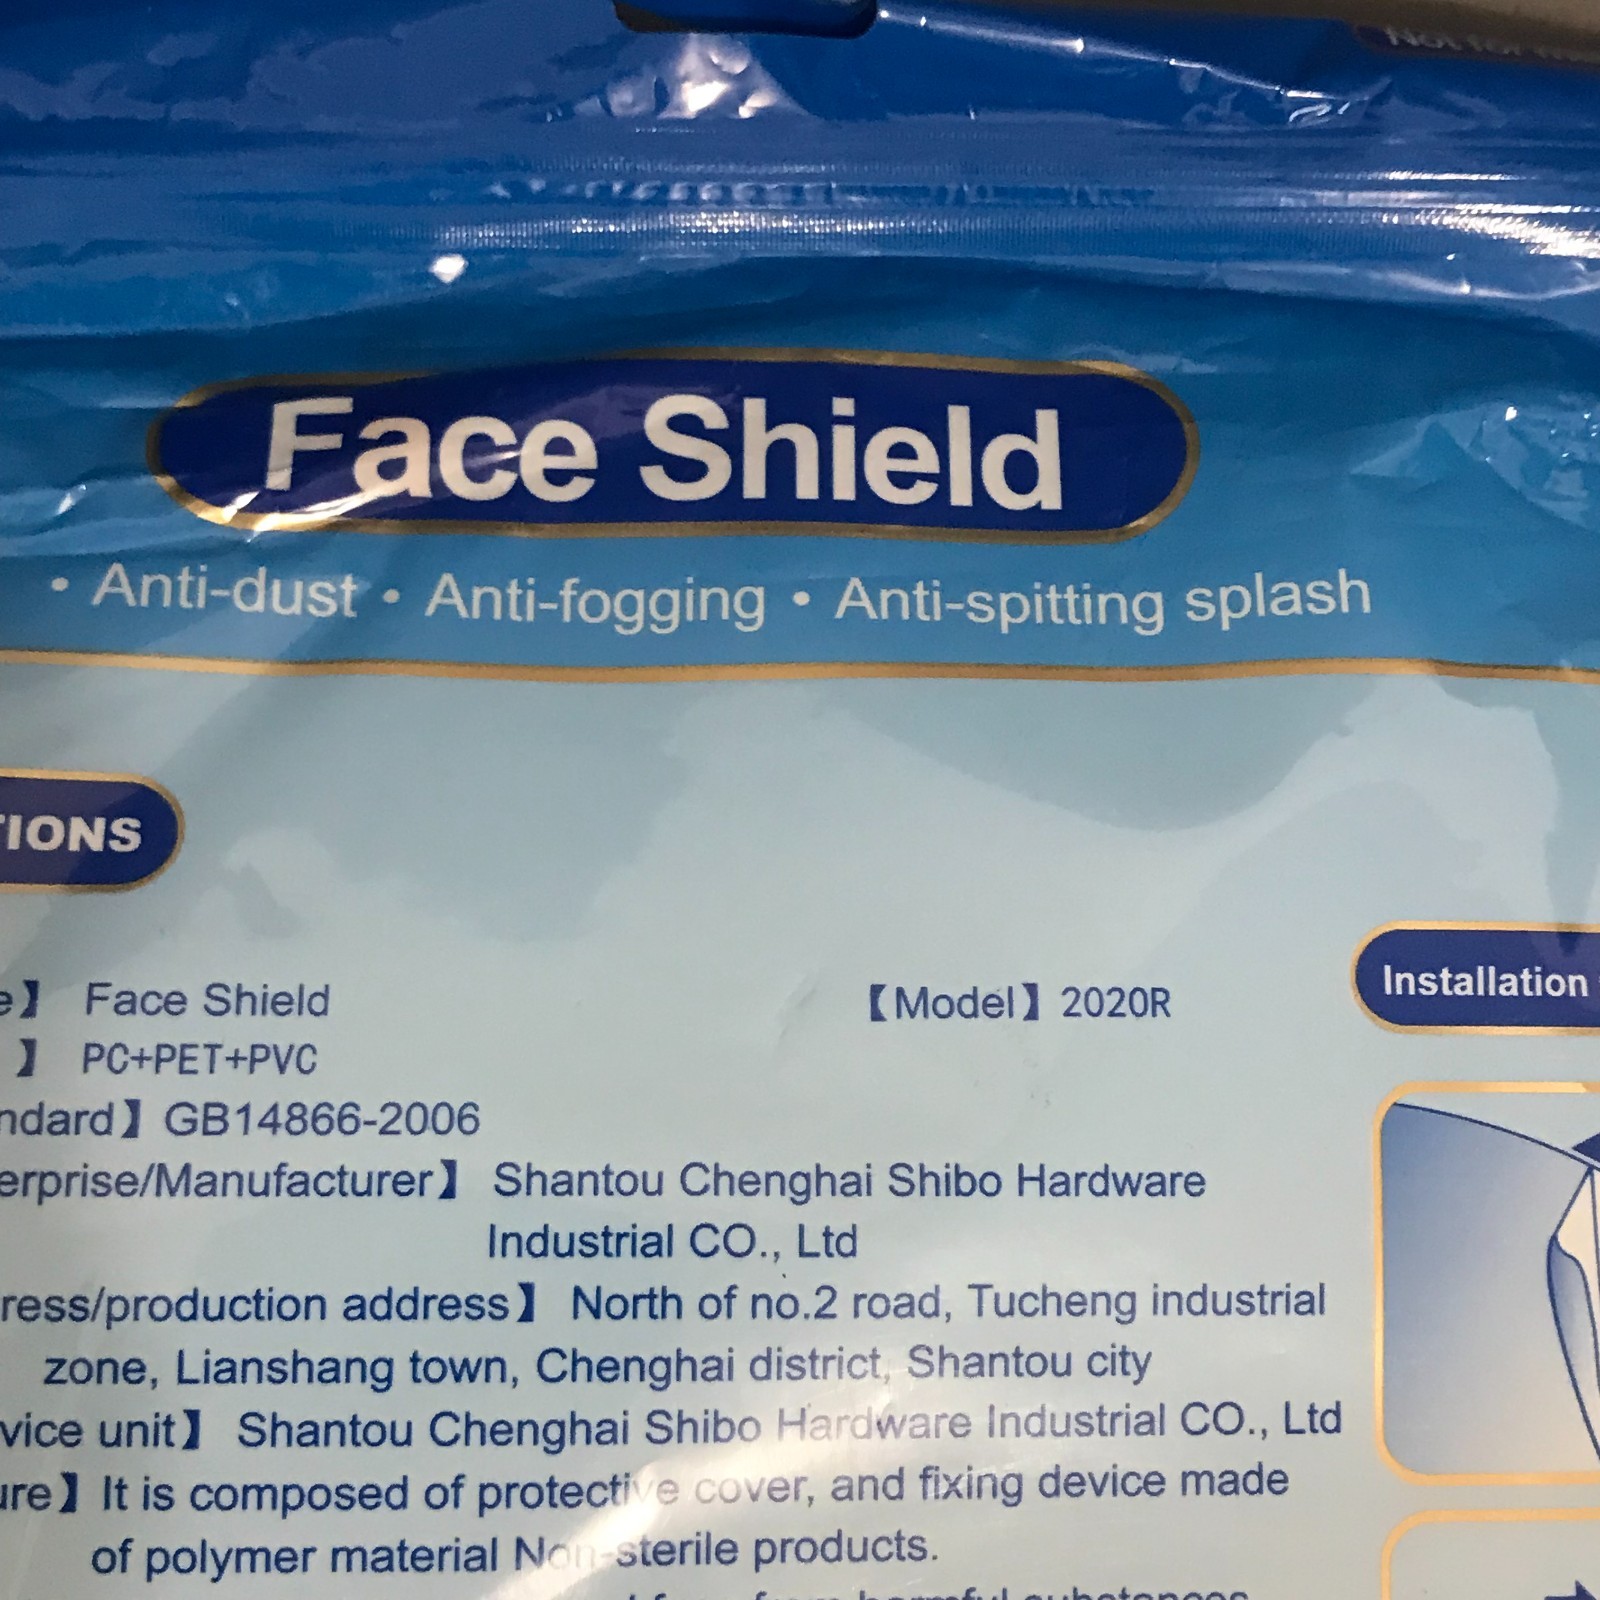 Face Shield
• Anti-dust • Anti-fogging • Anti-spitting splash
TIONS
e】 Face Shield 【Model】2020R
】 PC+PET+PVC
ndard】GB14866-2006
erprise/Manufacturer】 Shantou Chenghai Shibo Hardware
Industrial CO., Ltd
ress/production address】 North of no.2 road, Tucheng industrial
zone, Lianshang town, Chenghai district, Shantou city
vice unit】 Shantou Chenghai Shibo Hardware Industrial CO., Ltd
ure】It is composed of protective cover, and fixing device made
of polymer material Non-sterile products.
from harmful substances
Installation